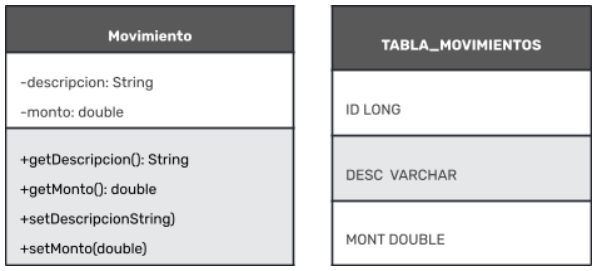 Movimiento
-descripcion: String
-monto: double
+getDescripcion(): String
+getMonto(): double
+setDescripcionString)
+setMonto(double)
TABLA_MOVIMIENTOS
ID LONG
DESC VARCHAR
MONT DOUBLE